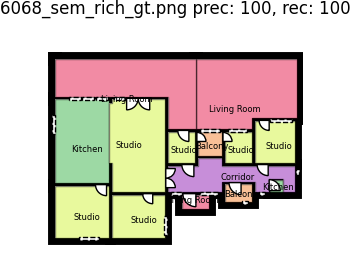 6068_sem_rich_gt.png prec: 100, rec: 100
Living Room
Living Room
Kitchen
Studio
Studio
Balcony
Studio
Studio
Corridor
Kitchen
Balcony
Living Room
Studio
Studio